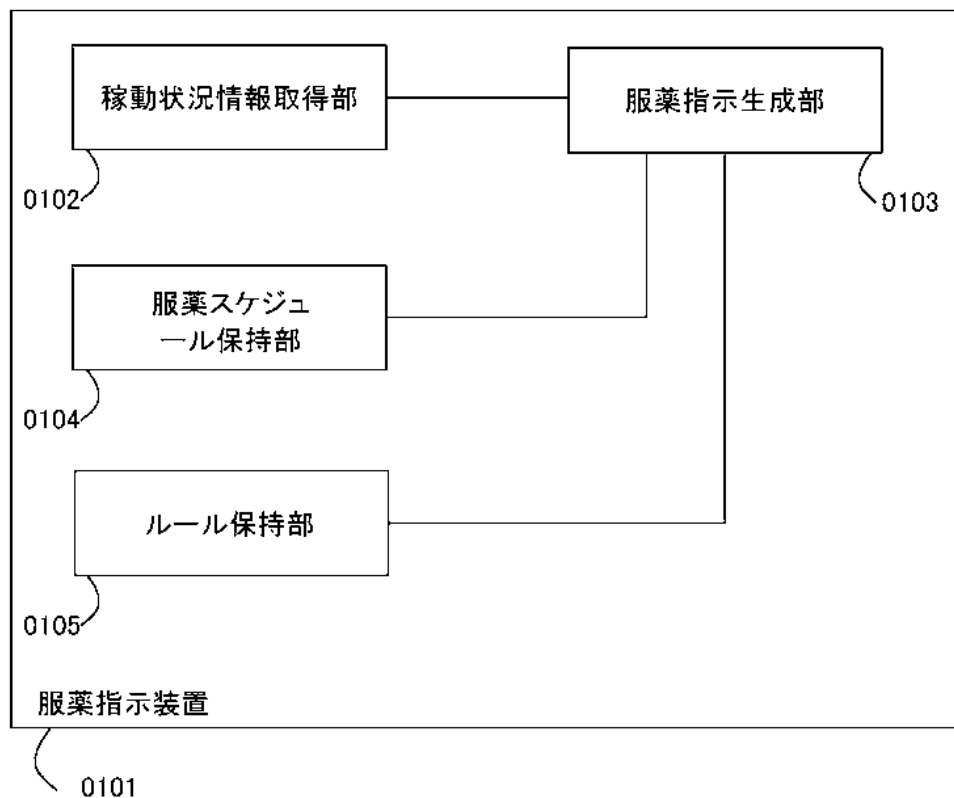 稼動状況情報取得部
服薬指示生成部
0102
0103
服薬スケジュ
ール保持部
0104
ルール保持部
0105
服薬指示装置
0101